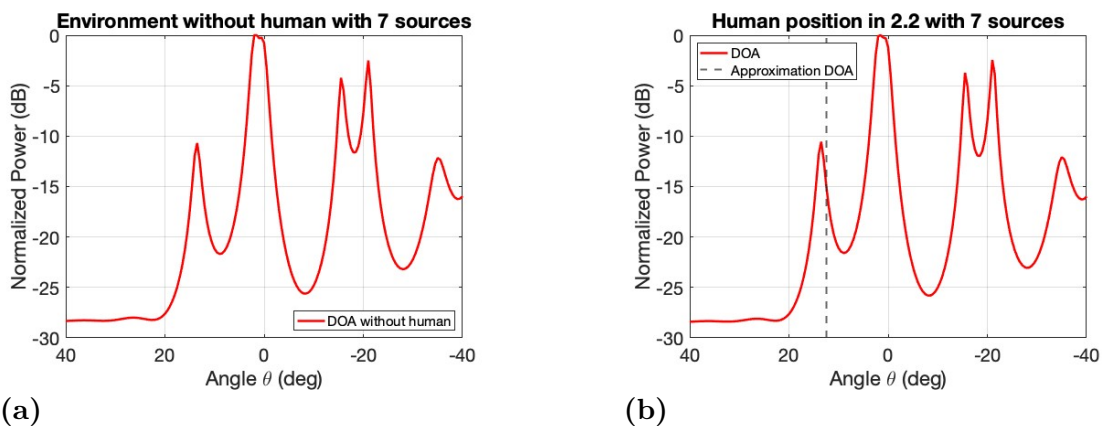 Environment without human with 7 sources
0
-5
-10
-15
-20
-25
-30
Normalized Power (dB)
DOA without human
40
20
0
-20
-40
Angle θ (deg)
(a)
Human position in 2.2 with 7 sources
DOA
Approximation DOA
0
-5
-10
-15
-20
-25
-30
Normalized Power (dB)
40
20
0
-20
-40
Angle θ (deg)
(b)